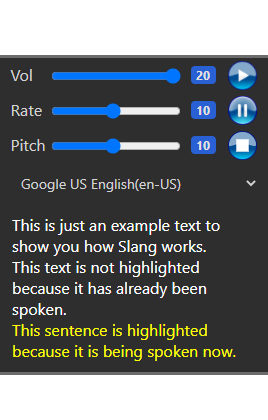 Vol 20
Rate 10
Pitch 10
Google US English(en-US)
This is just an example text to
show you how Slang works.
This text is not highlighted
because it has already been
spoken.
This sentence is highlighted
because it is being spoken now.